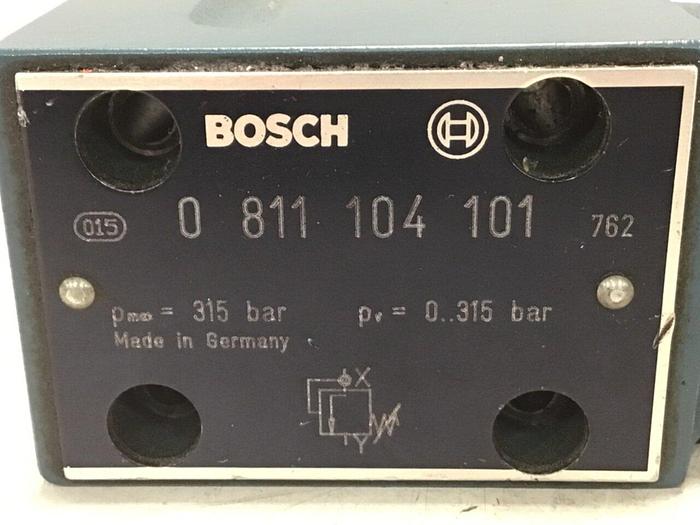 BOSCH
015 0 811 104 101 762
pmax = 315 bar pv = 0..315 bar
Made in Germany
X
Y